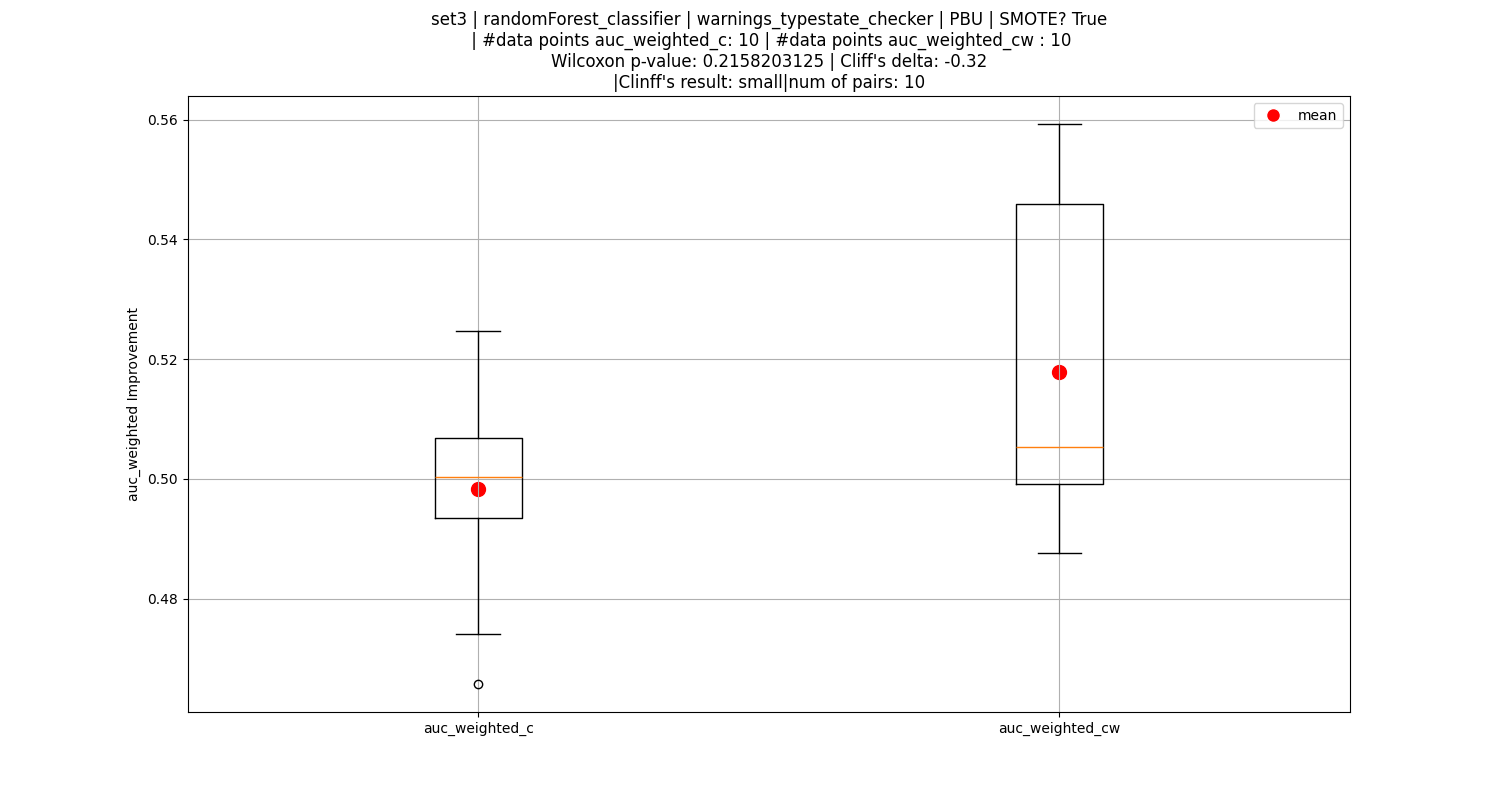 set3 | randomForest_classifier | warnings_typestate_checker | PBU | SMOTE? True
| #data points auc_weighted_c: 10 | #data points auc_weighted_cw : 10
Wilcoxon p-value: 0.2158203125 | Cliff's delta: -0.32
|Clinff's result: small|num of pairs: 10
mean
0.56
0.54
0.52
0.50
0.48
auc_weighted Improvement
auc_weighted_c
auc_weighted_cw